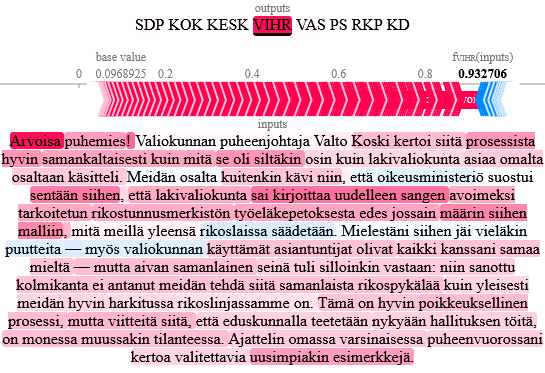 outputs
SDP KOK KESK VIHR VAS PS RKP KD
base value fVIHR(inputs)
0 0.0968925 0.2 0.4 0.6 0.8 0.932706
inputs
Arvoisa puhemies! Valiokunnan puheenjohtaja Valto Koski kertoi siitä prosessista
hyvin samankaltaisesti kuin mitä se oli siltäkin osin kuin lakivaliokunta asiaa omalta
osaltaan käsitteli. Meidän osalta kuitenkin kävi niin, että oikeusministeriö suostui
sentään siihen, että lakivaliokunta sai kirjoittaa uudelleen sangen avoimeksi
tarkoitetun rikostunnusmerkistön työeläkepetoksesta edes jossain määrin siihen
malliin, mitä meillä yleensä rikoslaissa säädetään. Mielestäni siihen jäi vieläkin
puutteita — myös valiokunnan käyttämät asiantuntijat olivat kaikki kanssani samaa
mieltä — mutta aivan samanlainen seinä tuli silloinkin vastaan: niin sanottu
kolmikanta ei antanut meidän tehdä siitä samanlaista rikospykälää kuin yleisesti
meidän hyvin harkitussa rikoslinjassamme on. Tämä on hyvin poikkeuksellinen
prosessi, mutta viitteitä siitä, että eduskunnalla teetetään nykyään hallituksen töitä,
on monessa muussakin tilanteessa. Ajattelin omassa varsinaisessa puheenvuorossani
kertoa valitettavia uusimpiakin esimerkkejä.